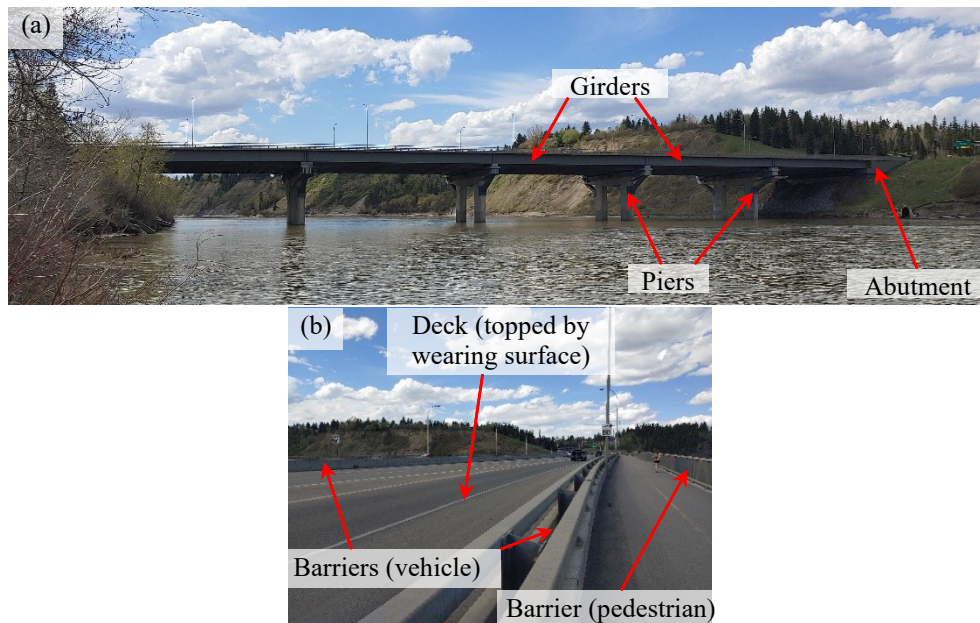 (a)
Girders
Piers
Abutment
(b)
Deck (topped by
wearing surface)
Barriers (vehicle)
Barrier (pedestrian)